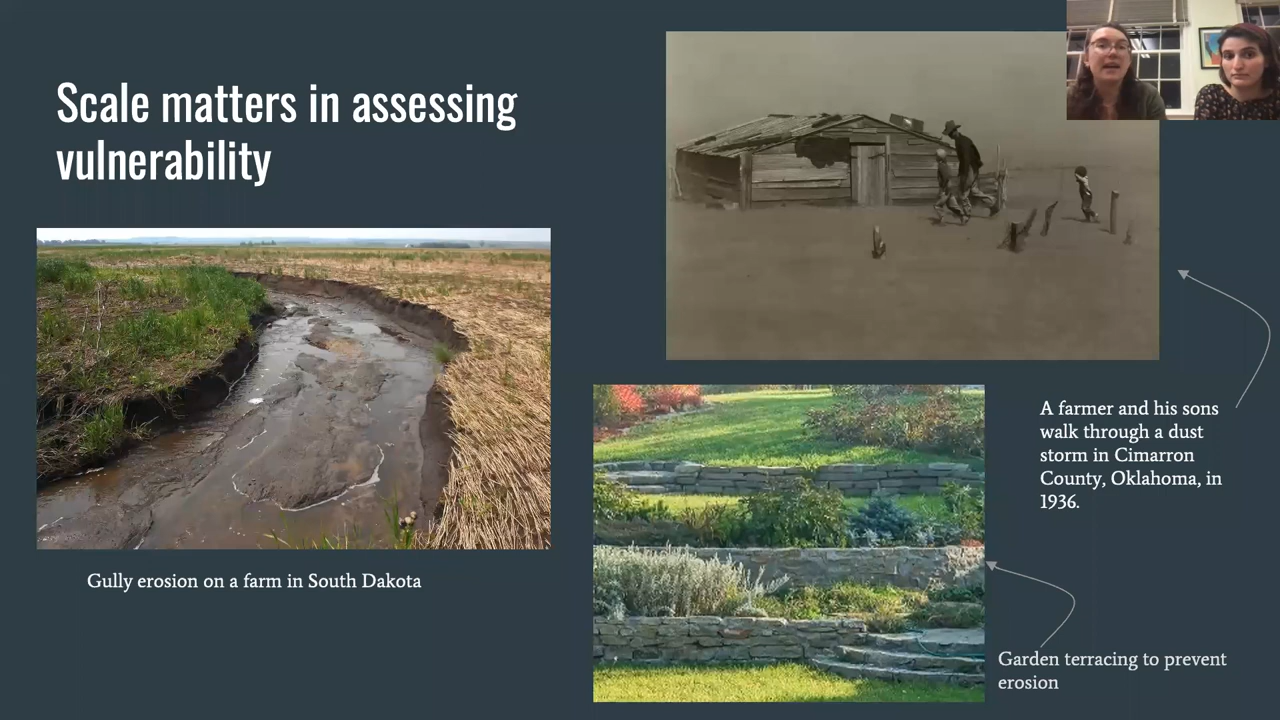 Scale matters in assessing
vulnerability
Gully erosion on a farm in South Dakota
A farmer and his sons
walk through a dust
storm in Cimarron
County, Oklahoma, in
1936.
Garden terracing to prevent
erosion